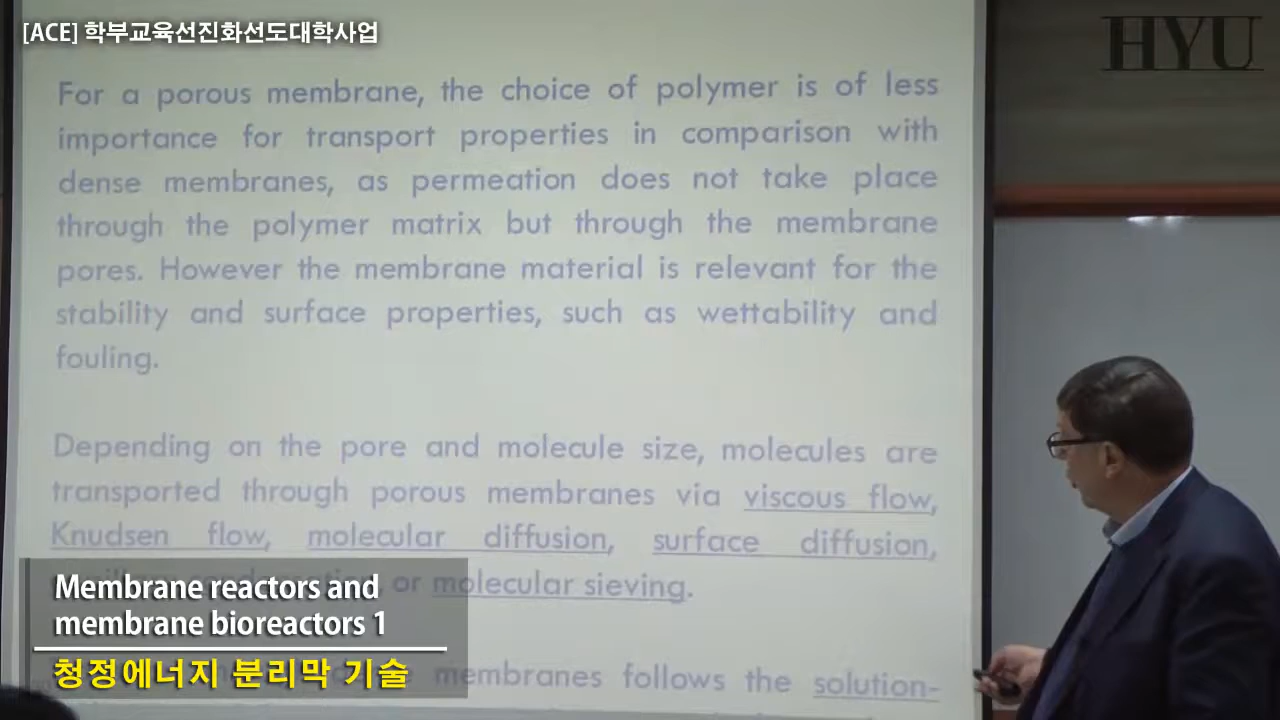 [ACE] 학부교육선진화선도대학사업
HYU
For a porous membrane, the choice of polymer is of less
importance for transport properties in comparison with
dense membranes, as permeation does not take place
through the polymer matrix but through the membrane
pores. However the membrane material is relevant for the
stability and surface properties, such as wettability and
fouling.
Depending on the pore and molecule size, molecules are
transported through porous membranes via viscous flow,
Knudsen flow, molecular diffusion, surface diffusion,
or molecular sieving.
membranes follows the solution-
Membrane reactors and
membrane bioreactors 1
청정에너지 분리막 기술